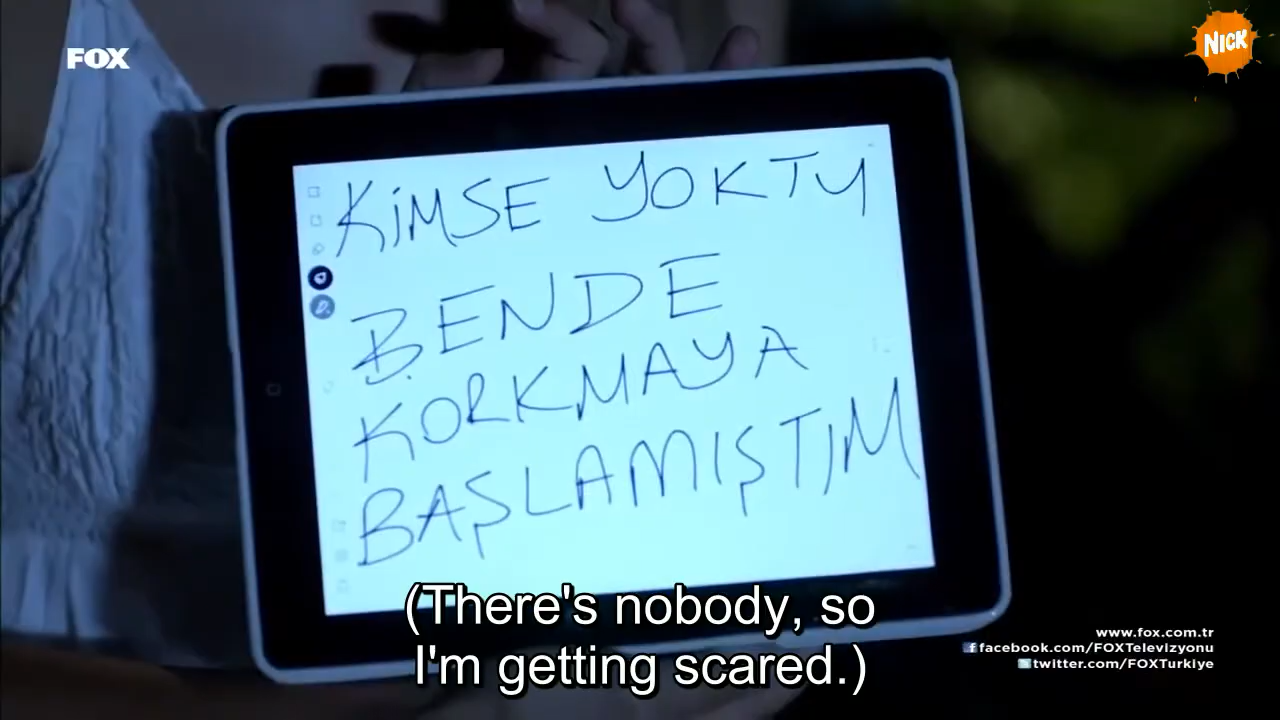 FOX
NICK
KİMSE YOKTU
BENDE
KORKMAYA
BAŞLAMIŞTIM
(There's nobody, so
I'm getting scared.)
www.fox.com.tr
facebook.com/FOXTelevizyonu
twitter.com/FOXTurkiye